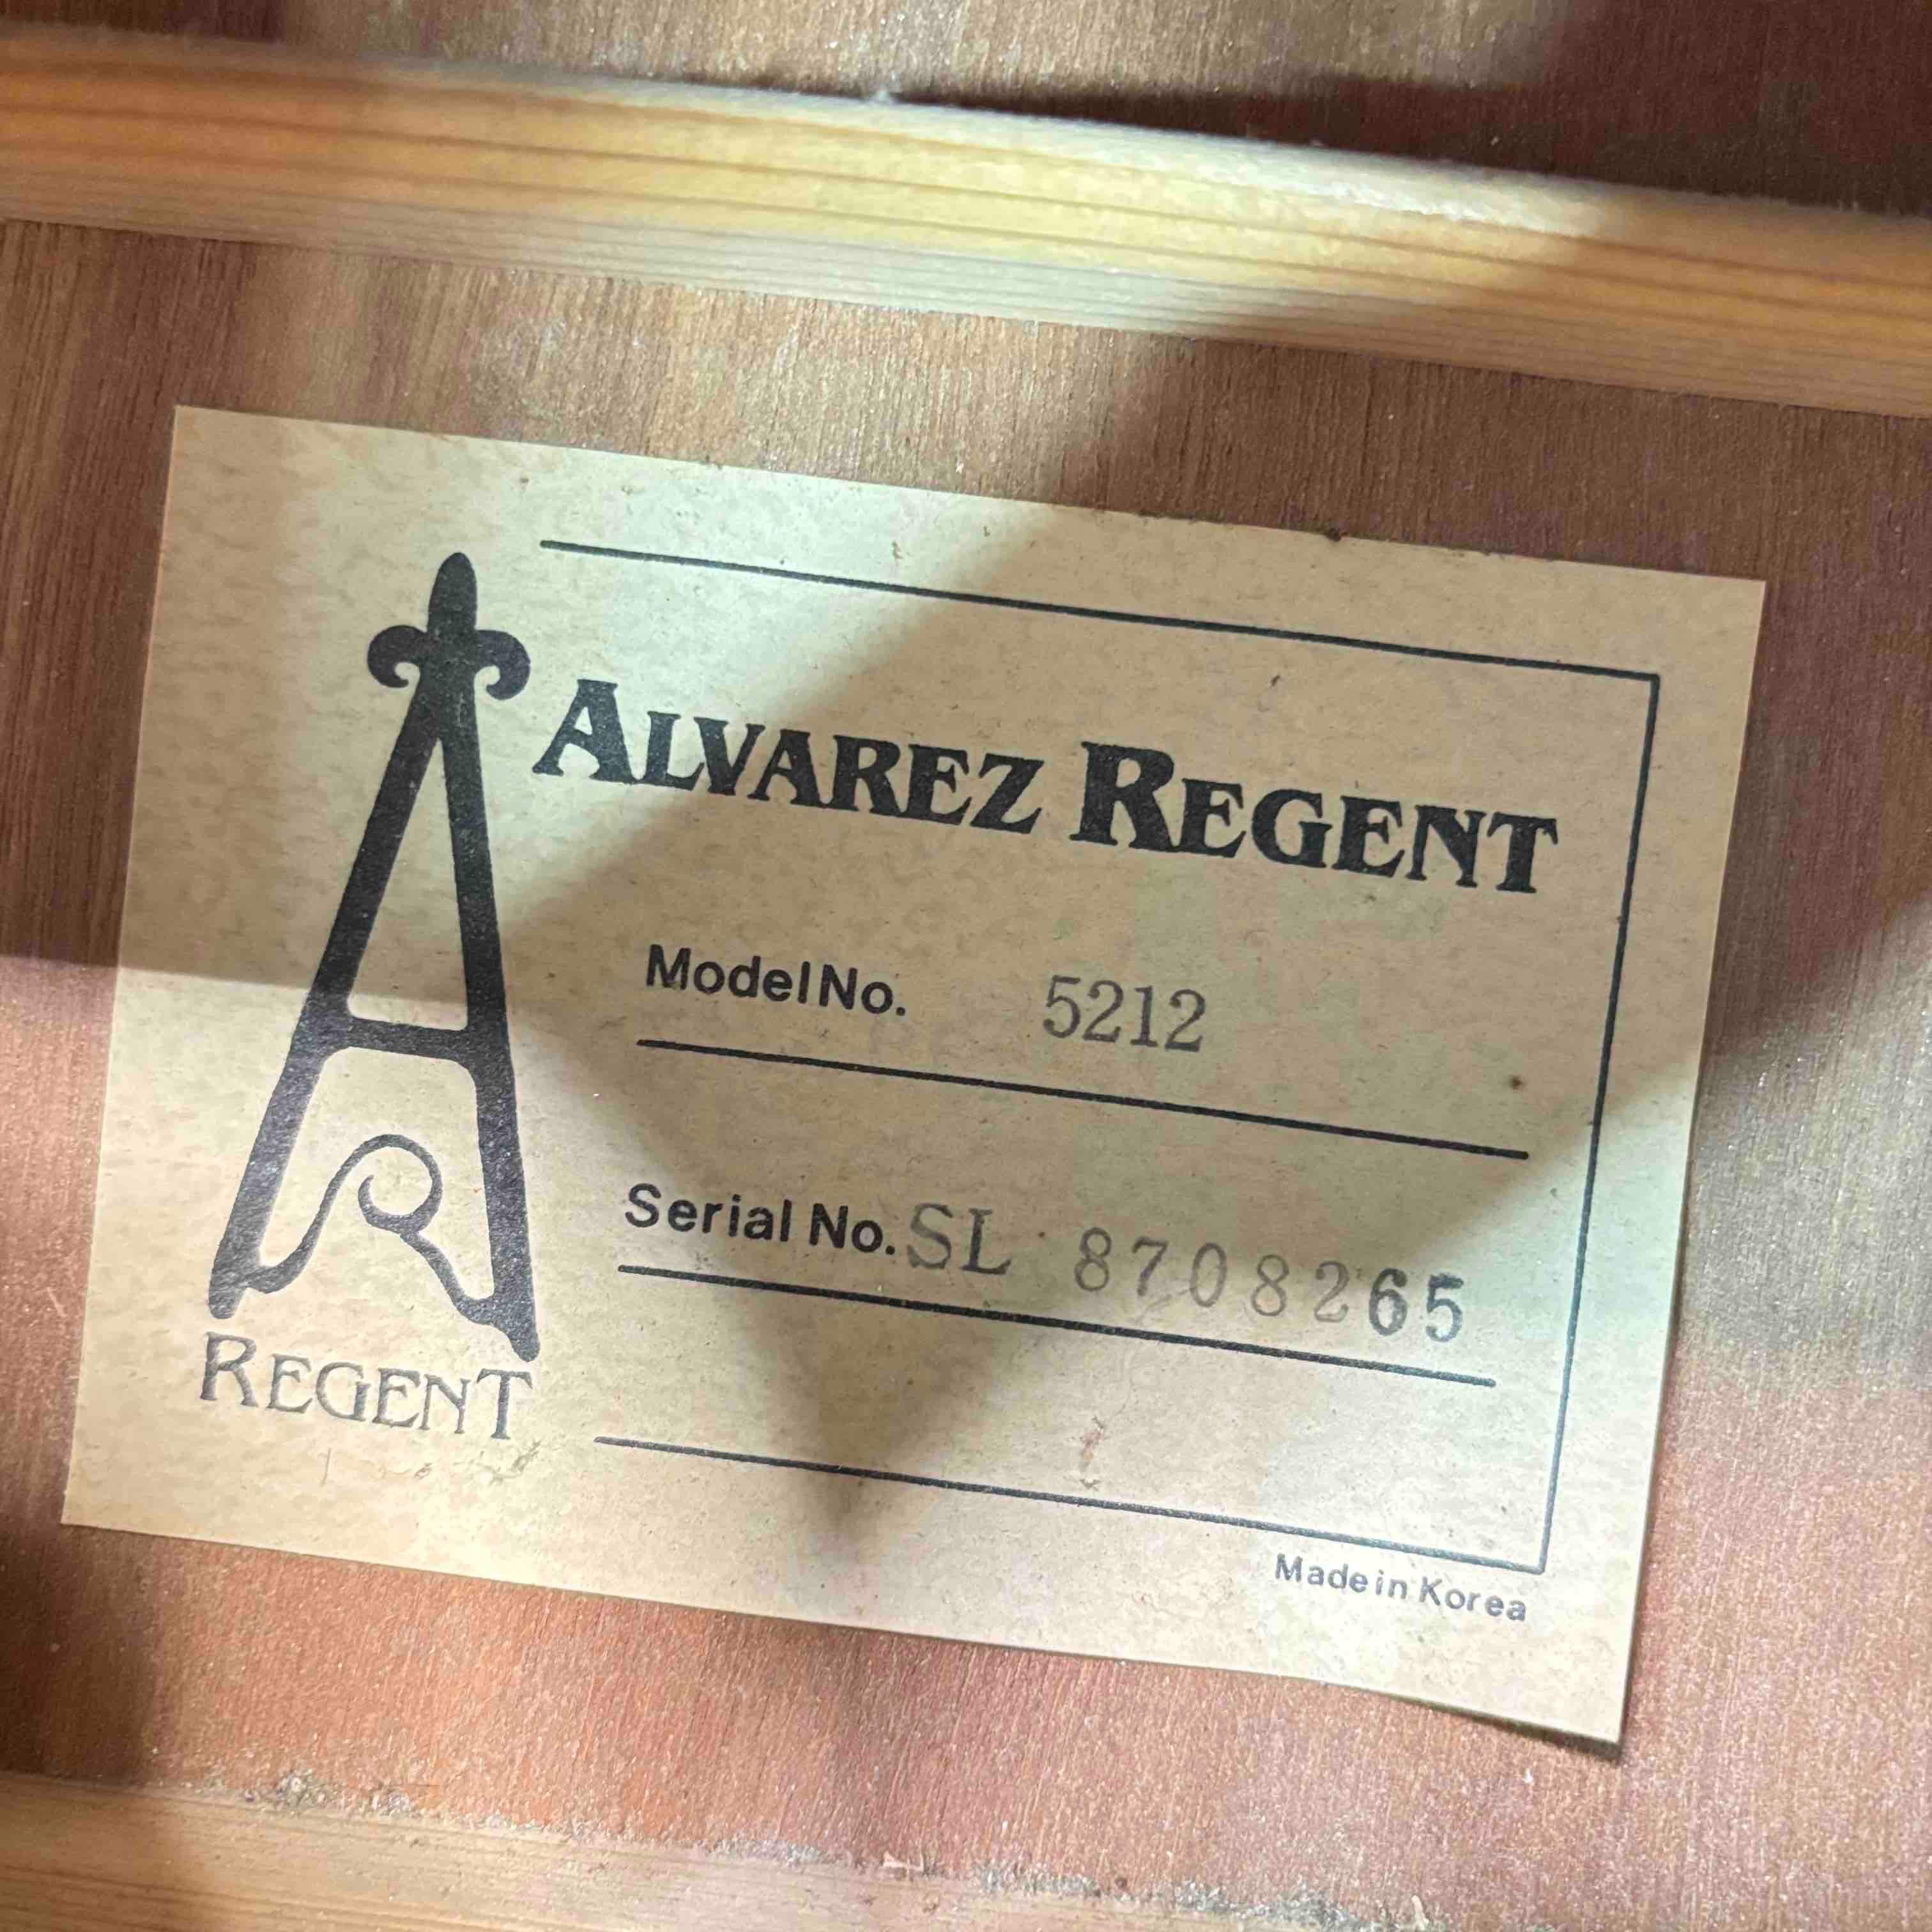 ALVAREZ REGENT
Model No. 5212
Serial No. SL 8708265
REGENT
Made in Korea